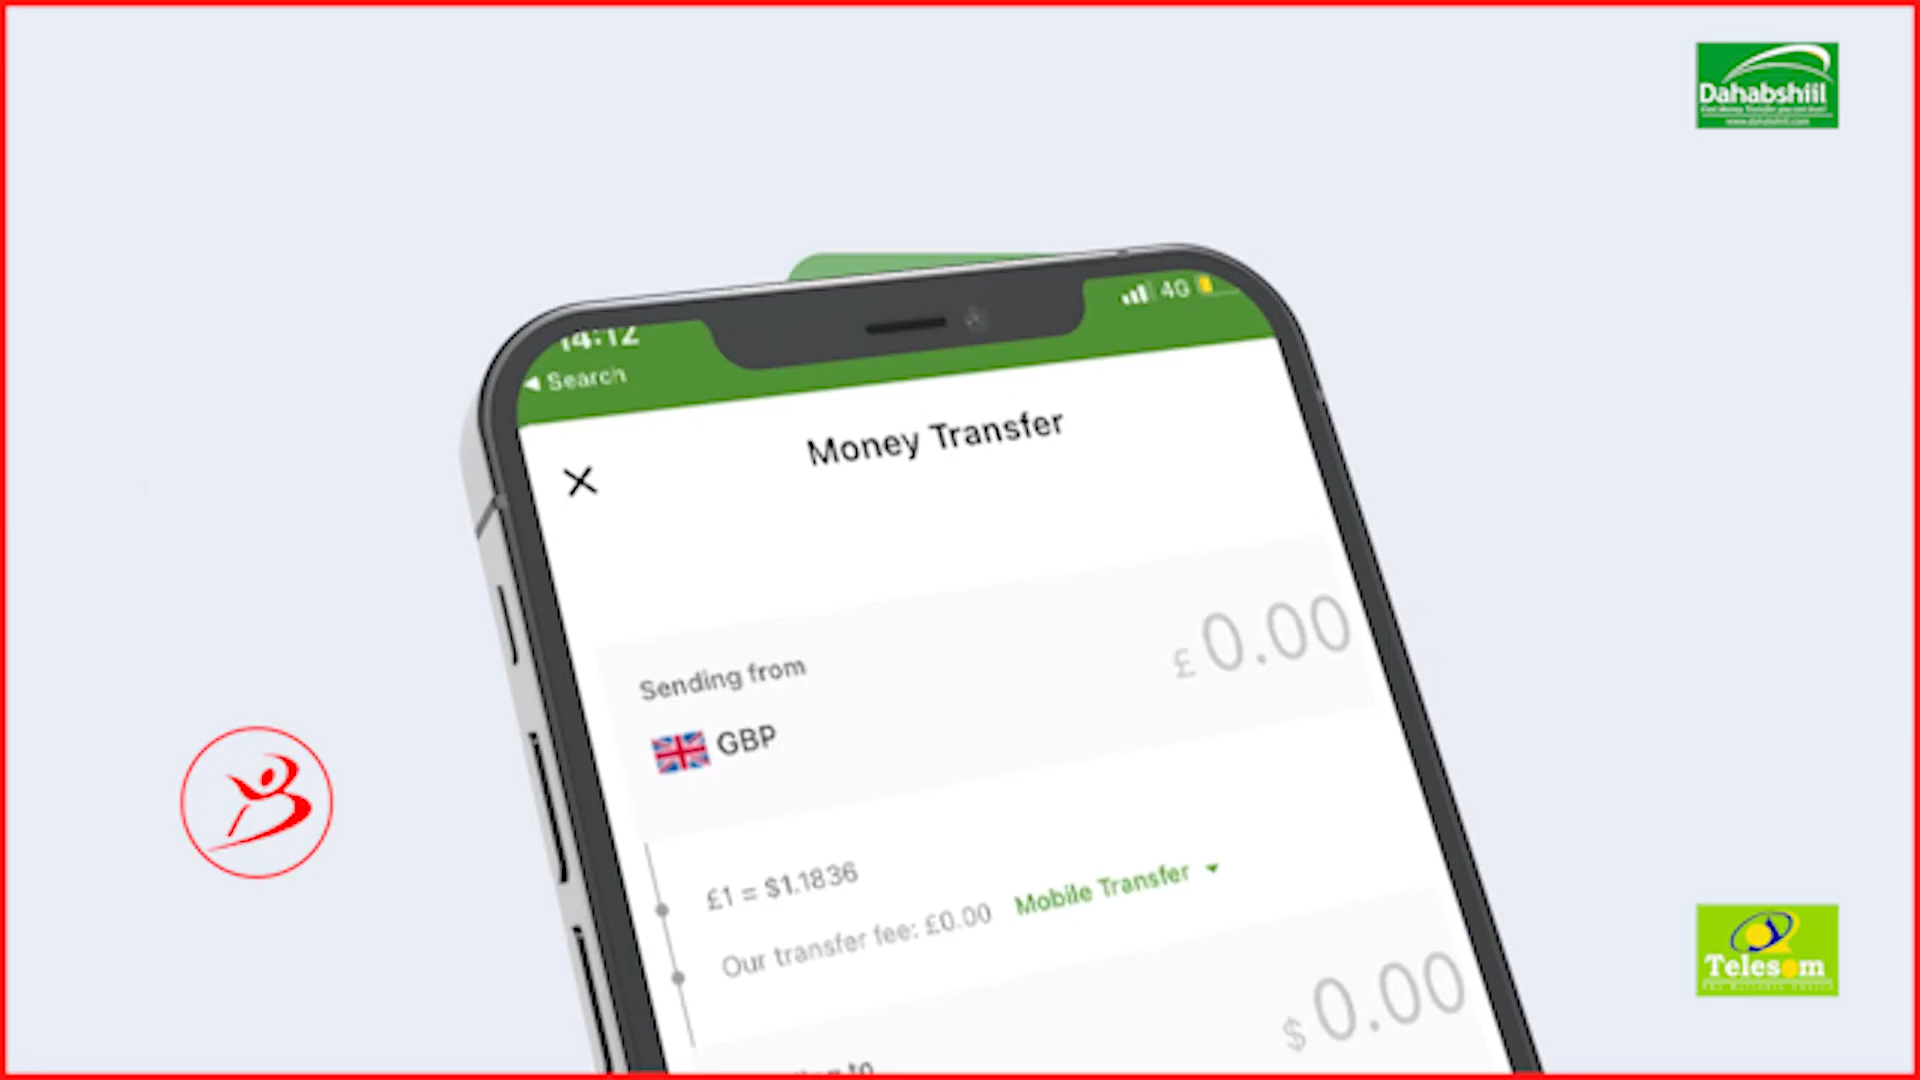 Dahabshiil
14:12
4G
Search
Money Transfer
£0.00
Sending from
GBP
£1 = $1.1836
Our transfer fee: £0.00
Mobile Transfer
$0.00
to
Telesom